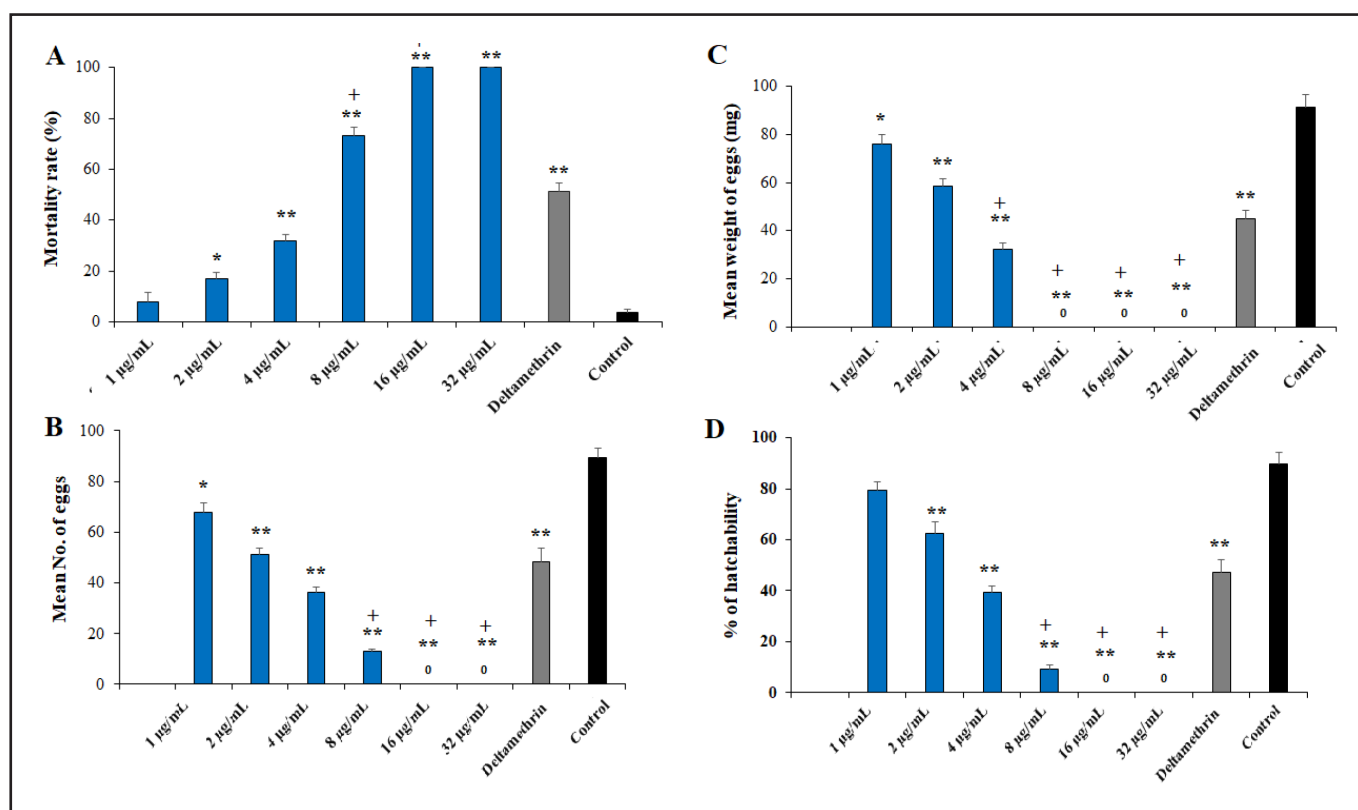 A
Mortality rate (%)
100
80
60
40
20
0
*
**
+
**
**
**
**
1 µg/mL
2 µg/mL
4 µg/mL
8 µg/mL
16 µg/mL
32 µg/mL
Deltamethrin
Control
B
Mean No. of eggs
100
80
60
40
20
0
*
**
**
+
**
+
**
0
+
**
0
**
1 µg/mL
2 µg/mL
4 µg/mL
8 µg/mL
16 µg/mL
32 µg/mL
Deltamethrin
Control
C
Mean weight of eggs (mg)
100
80
60
40
20
0
*
**
+
**
+
**
0
+
**
0
+
**
0
**
1 µg/mL
2 µg/mL
4 µg/mL
8 µg/mL
16 µg/mL
32 µg/mL
Deltamethrin
Control
D
% of hatchability
100
80
60
40
20
0
**
**
+
**
+
**
0
+
**
0
**
1 µg/mL
2 µg/mL
4 µg/mL
8 µg/mL
16 µg/mL
32 µg/mL
Deltamethrin
Control